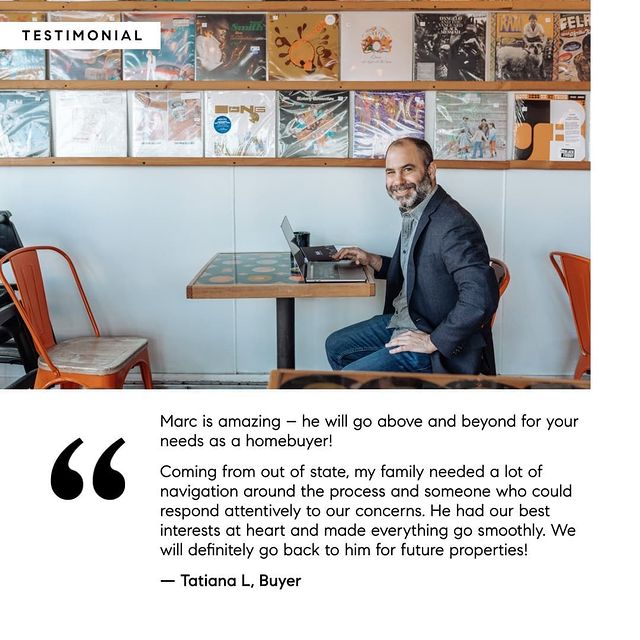 TESTIMONIAL
Marc is amazing – he will go above and beyond for your
needs as a homebuyer!
Coming from out of state, my family needed a lot of
navigation around the process and someone who could
respond attentively to our concerns. He had our best
interests at heart and made everything go smoothly. We
will definitely go back to him for future properties!
— Tatiana L, Buyer